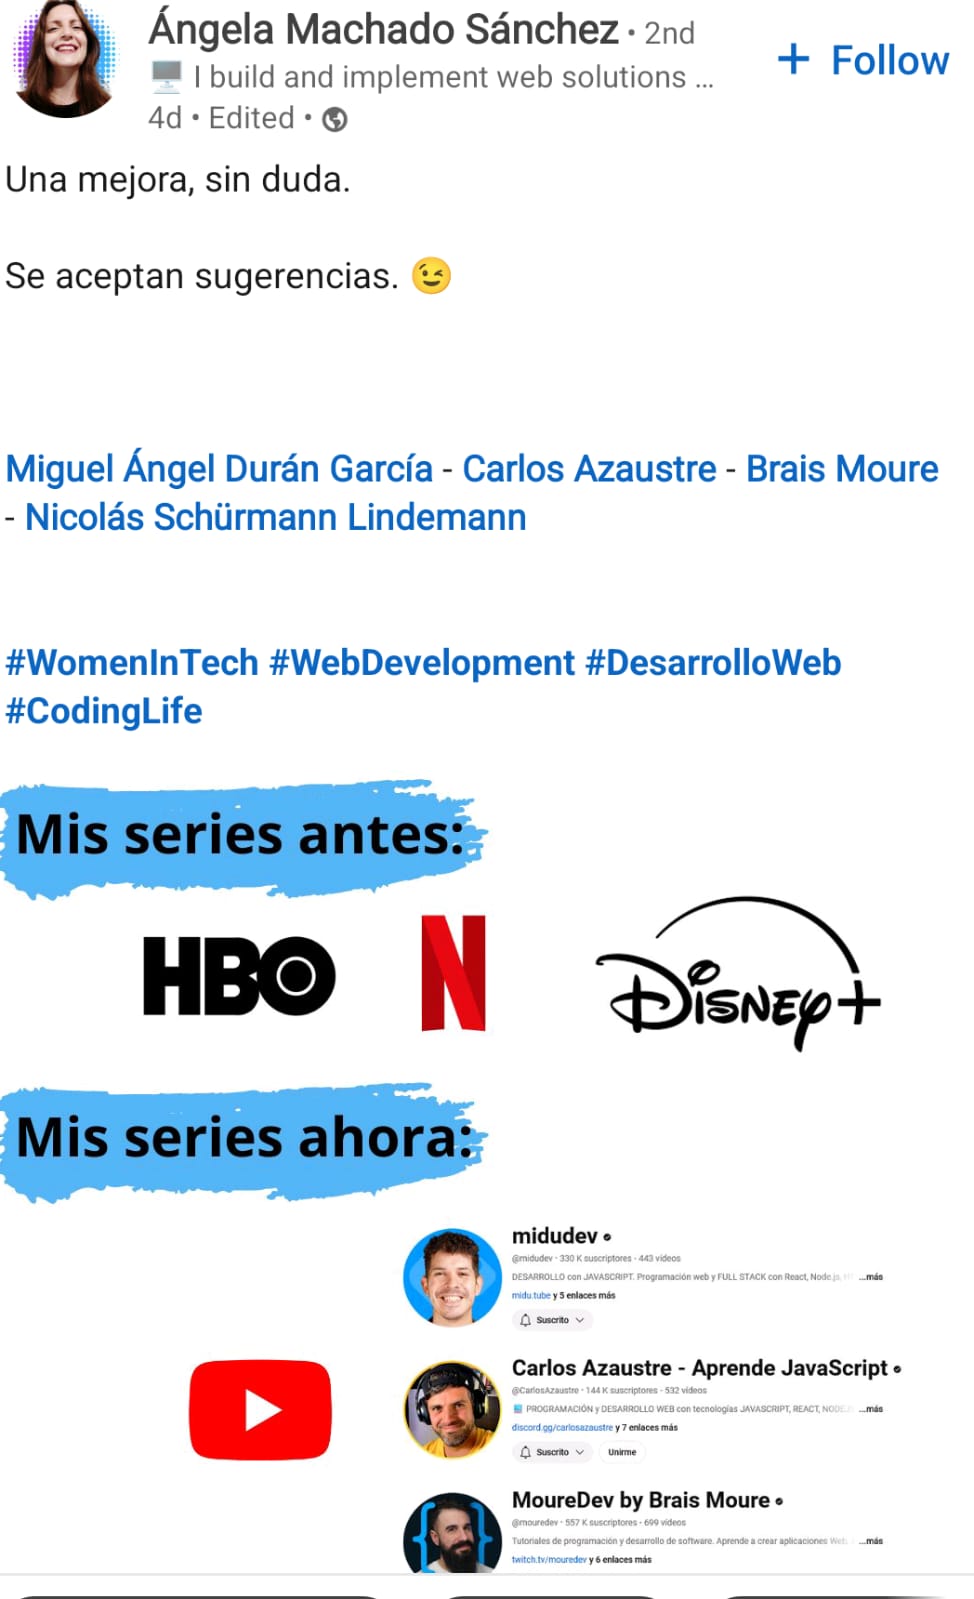 Ángela Machado Sánchez • 2nd
I build and implement web solutions ...
+ Follow
4d • Edited •
Una mejora, sin duda.
Se aceptan sugerencias. 😉
Miguel Ángel Durán García - Carlos Azaustre - Brais Moure
- Nicolás Schürmann Lindemann
#WomenInTech #WebDevelopment #DesarrolloWeb
#CodingLife
Mis series antes:
HBO N Disney+
Mis series ahora:
midudev
@midudev · 330 K suscriptores · 443 videos
DESARROLLO con JAVASCRIPT. Programación web y FULL STACK con React, Node.js, ...más
midu.tube y 5 enlaces más
Suscrito
Carlos Azaustre - Aprende JavaScript
@CarlosAzaustre · 144 K suscriptores · 532 videos
PROGRAMACIÓN y DESARROLLO WEB con tecnologías JAVASCRIPT, REACT, NODE. ...más
discord.gg/carlosazaustre y 7 enlaces más
Suscrito Unirme
MoureDev by Brais Moure
@mouredev · 557 K suscriptores · 699 videos
Tutoriales de programación y desarrollo de software. Aprende a crear aplicaciones Web, ...más
twitch.tv/mouredev y 6 enlaces más